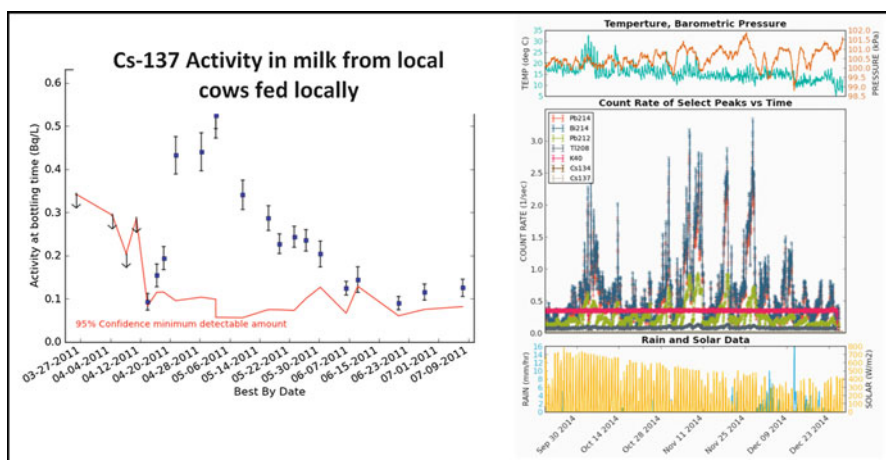 Cs-137 Activity in milk from local
cows fed locally
Activity at bottling time (Bq/L)
0.6
0.5
0.4
0.3
0.2
0.1
0.0
95% Confidence minimum detectable amount
03-27-2011
04-04-2011
04-12-2011
04-20-2011
04-28-2011
05-06-2011
05-14-2011
05-22-2011
05-30-2011
06-07-2011
06-15-2011
06-23-2011
07-01-2011
07-09-2011
Best By Date
Temperture, Barometric Pressure
TEMP (deg C)
35
30
25
20
15
10
5
102.0
101.5
101.0
100.5
100.0
99.5
99.0
98.5
PRESSURE (kPa)
Count Rate of Select Peaks vs Time
COUNT RATE (1/sec)
3.0
2.5
2.0
1.5
1.0
0.5
0.0
Pb214
Bi214
Pb212
Tl208
K40
Cs134
Cs137
Rain and Solar Data
RAIN (mm/hr)
16
14
12
10
8
6
4
2
0
800
700
600
500
400
300
200
100
0
SOLAR (W/m2)
Sep 30 2014
Oct 14 2014
Oct 28 2014
Nov 11 2014
Nov 25 2014
Dec 09 2014
Dec 23 2014